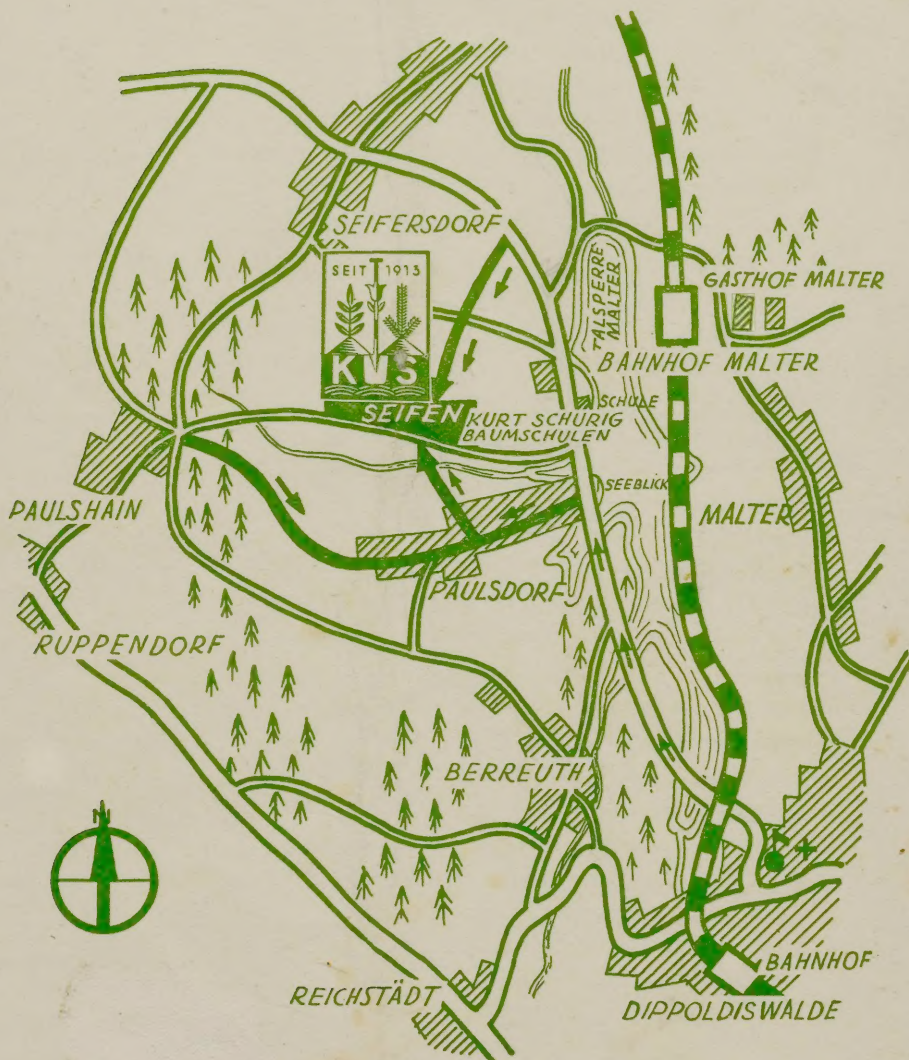 SEIFERSDORF
SEIT 1913
K S
SEIFEN
KURT SCHURIG
BAUMSCHULEN
TALSPERRE
MALTER
GASTHOF MALTER
BAHNHOF MALTER
SCHULE
SEEBLICK
MALTER
PAULSHAIN
PAULSDORF
RUPPENDORF
BERREUTH
N
REICHSTÄDT
BAHNHOF
DIPPOLDISWALDE